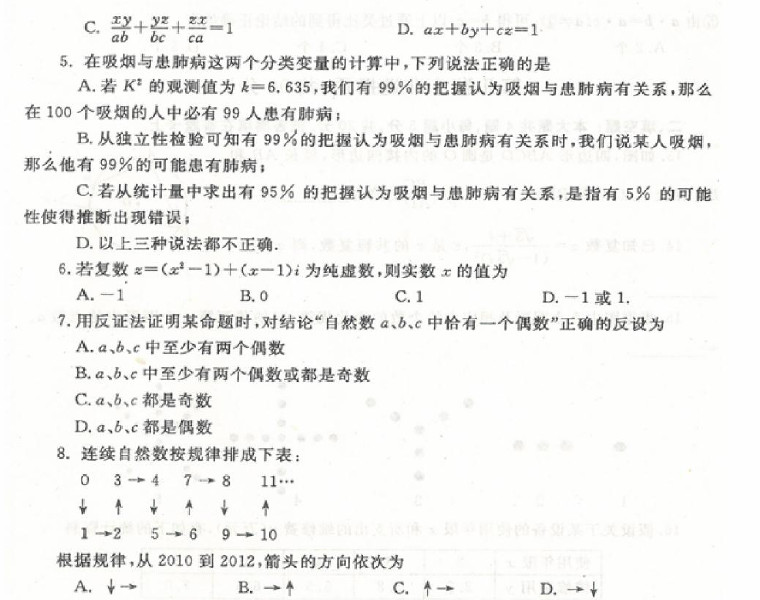 C. xy/ab+yz/bc+zx/ca=1 D. ax+by+cz=1
5. 在吸烟与患肺病这两个分类变量的计算中,下列说法正确的是
A. 若 K² 的观测值为 k=6.635,我们有 99%的把握认为吸烟与患肺病有关系,那么
在 100 个吸烟的人中必有 99 人患有肺病;
B. 从独立性检验可知有 99%的把握认为吸烟与患肺病有关系时,我们说某人吸烟,
那么他有 99%的可能患有肺病;
C. 若从统计量中求出有 95% 的把握认为吸烟与患肺病有关系,是指有 5% 的可能
性使得推断出现错误;
D. 以上三种说法都不正确.
6. 若复数 z=(x²-1)+(x-1)i 为纯虚数,则实数 x 的值为
A. -1 B. 0 C. 1 D. -1 或 1.
7. 用反证法证明某命题时,对结论“自然数 a、b、c 中恰有一个偶数”正确的反设为
A. a、b、c 中至少有两个偶数
B. a、b、c 中至少有两个偶数或都是奇数
C. a、b、c 都是奇数
D. a、b、c 都是偶数
8. 连续自然数按规律排成下表:
0 3→4 7→8 11…
↓ ↑ ↓ ↑ ↓ ↑
1→2 5→6 9→10
根据规律,从 2010 到 2012,箭头的方向依次为
A. ↓→ B. →↑ C. ↑→ D. →↓